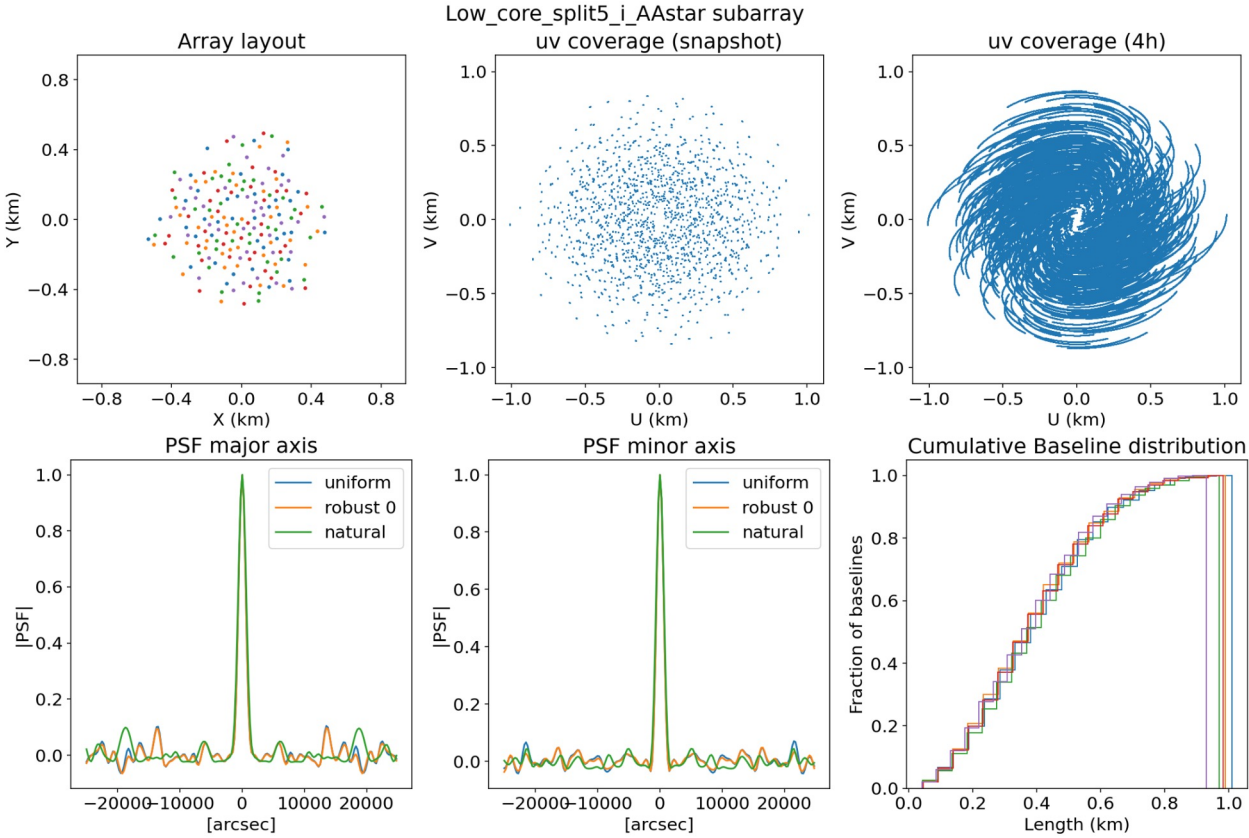 Low_core_split5_i_AAstar subarray
Array layout
0.8
0.4
0.0
−0.4
−0.8
Y (km)
−0.8 −0.4 0.0 0.4 0.8
X (km)
uv coverage (snapshot)
1.0
0.5
0.0
−0.5
−1.0
V (km)
−1.0 −0.5 0.0 0.5 1.0
U (km)
uv coverage (4h)
1.0
0.5
0.0
−0.5
−1.0
V (km)
−1.0 −0.5 0.0 0.5 1.0
U (km)
PSF major axis
uniform
robust 0
natural
1.0
0.8
0.6
0.4
0.2
0.0
|PSF|
−20000 −10000 0 10000 20000
[arcsec]
PSF minor axis
uniform
robust 0
natural
1.0
0.8
0.6
0.4
0.2
0.0
|PSF|
−20000 −10000 0 10000 20000
[arcsec]
Cumulative Baseline distribution
1.0
0.8
0.6
0.4
0.2
0.0
Fraction of baselines
0.0 0.2 0.4 0.6 0.8 1.0
Length (km)